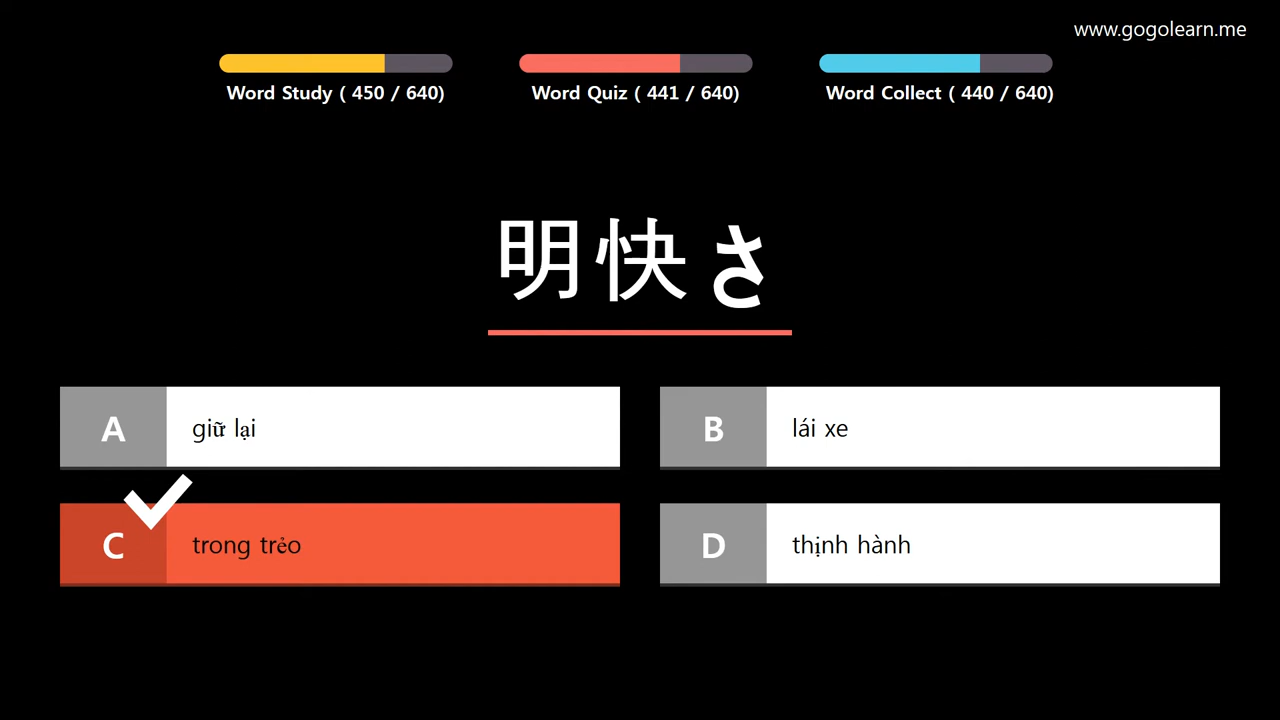 www.gogolearn.me
Word Study ( 450 / 640)
Word Quiz ( 441 / 640)
Word Collect ( 440 / 640)
明快さ
A
giữ lại
B
lái xe
C
trong trẻo
D
thịnh hành